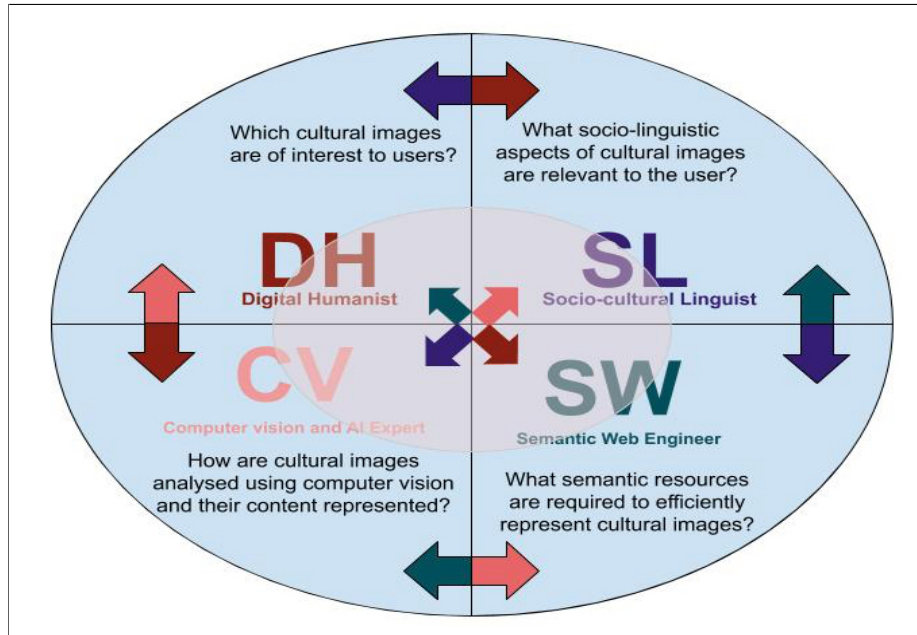 Which cultural images
are of interest to users?
What socio-linguistic
aspects of cultural images
are relevant to the user?
DH
Digital Humanist
SL
Socio-cultural Linguist
CV
Computer vision and AI Expert
How are cultural images
analysed using computer vision
and their content represented?
SW
Semantic Web Engineer
What semantic resources
are required to efficiently
represent cultural images?